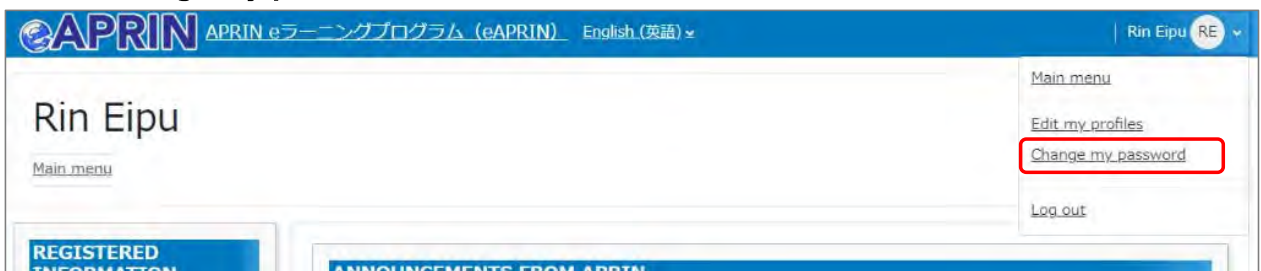 eAPRIN APRIN eラーニングプログラム（eAPRIN） English (英語)
Rin Eipu RE
Main menu
Edit my profiles
Change my password
Log out
Rin Eipu
Main menu
REGISTERED
INFORMATION
ANNOUNCEMENTS FROM APRIN